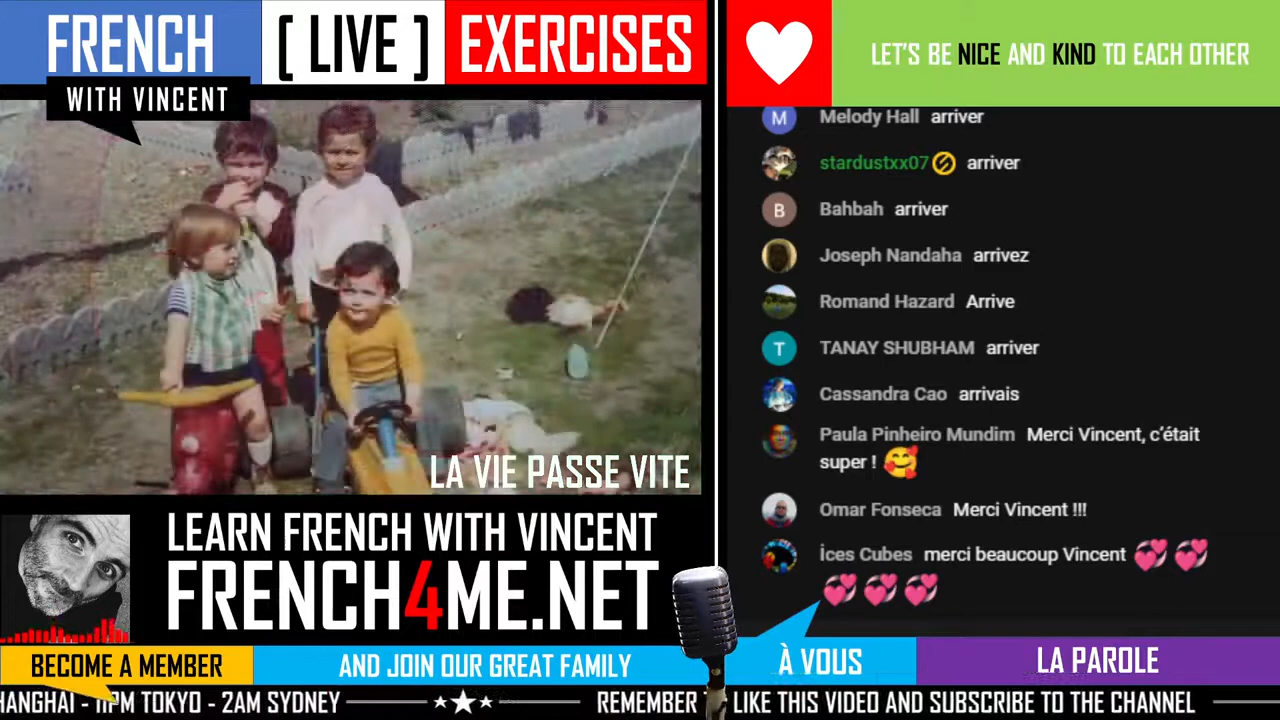 FRENCH [ LIVE ] EXERCISES
WITH VINCENT
LA VIE PASSE VITE
LEARN FRENCH WITH VINCENT
FRENCH4ME.NET
BECOME A MEMBER AND JOIN OUR GREAT FAMILY
LET'S BE NICE AND KIND TO EACH OTHER
M Melody Hall arriver
stardustxx07 arriver
B Bahbah arriver
Joseph Nandaha arrivez
Romand Hazard Arrive
T TANAY SHUBHAM arriver
Cassandra Cao arrivais
Paula Pinheiro Mundim Merci Vincent, c'était
super !
Omar Fonseca Merci Vincent !!!
İces Cubes merci beaucoup Vincent
À VOUS LA PAROLE
HANGHAI - 11PM TOKYO - 2AM SYDNEY REMEMBER LIKE THIS VIDEO AND SUBSCRIBE TO THE CHANNEL